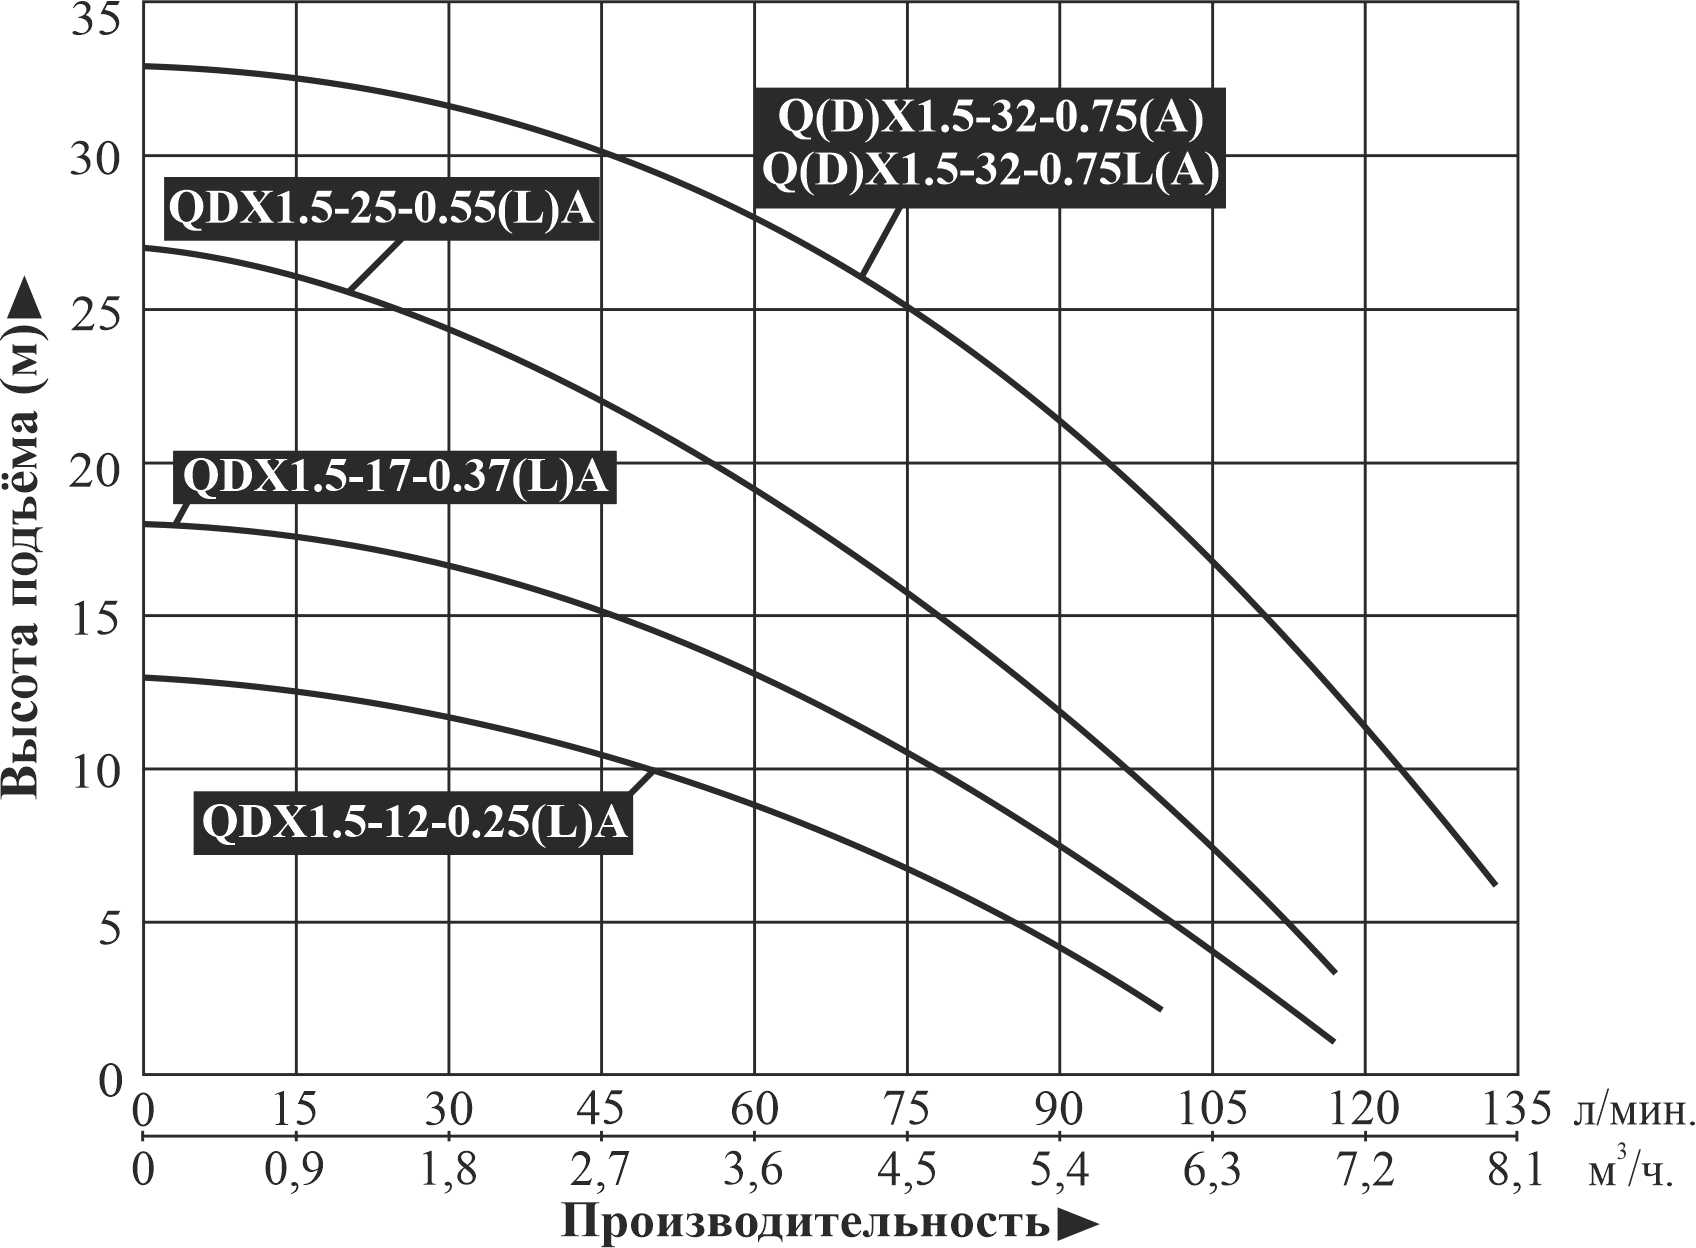 Высота подъёма (м)
35
30
25
20
15
10
5
0
Q(D)X1.5-32-0.75(A)
Q(D)X1.5-32-0.75L(A)
QDX1.5-25-0.55(L)A
QDX1.5-17-0.37(L)A
QDX1.5-12-0.25(L)A
0 15 30 45 60 75 90 105 120 135 л/мин.
0 0,9 1,8 2,7 3,6 4,5 5,4 6,3 7,2 8,1 м³/ч.
Производительность